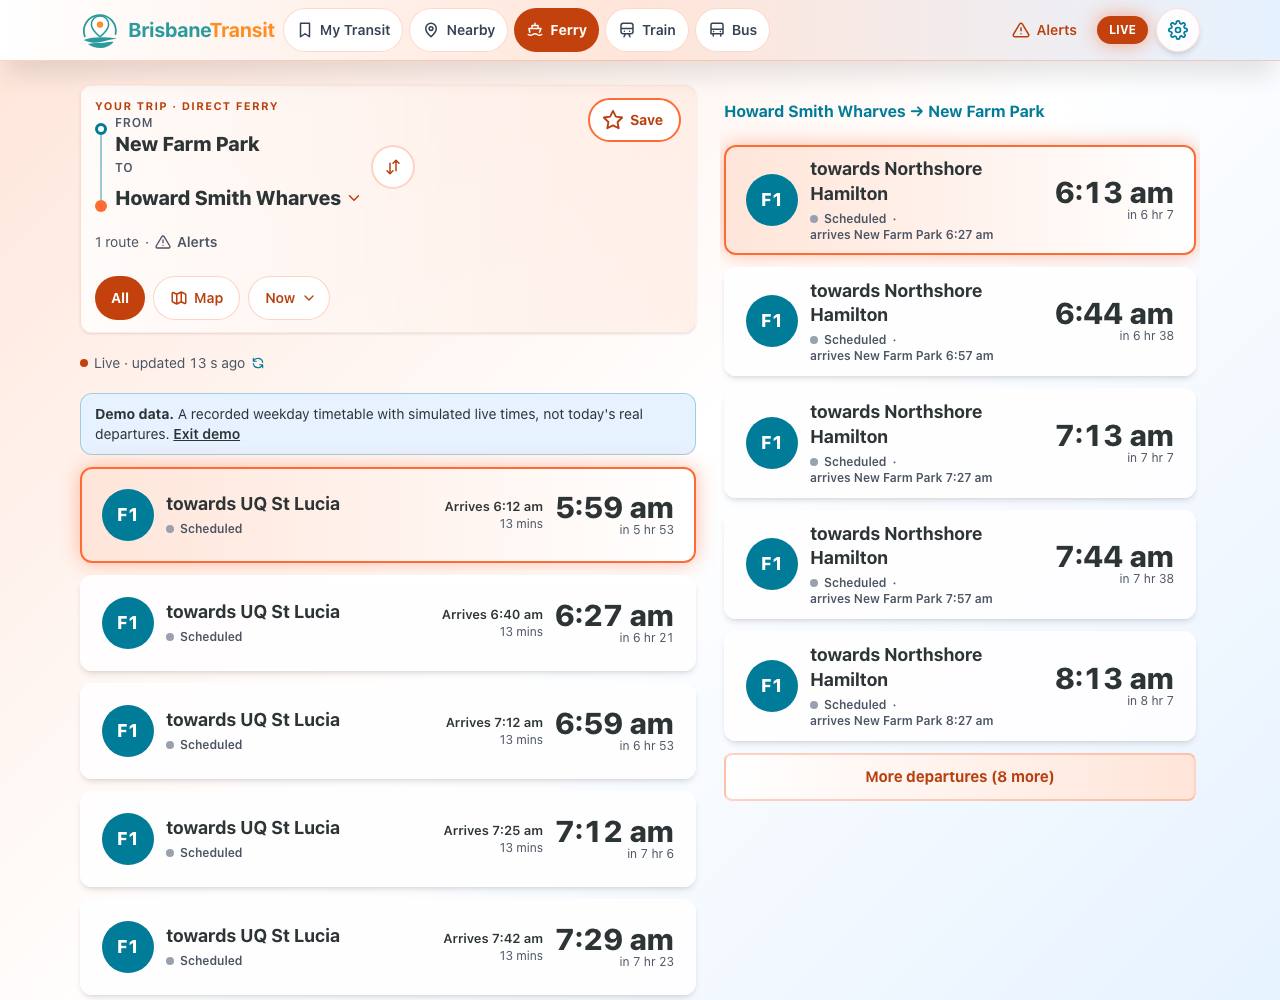 BrisbaneTransit
My Transit
Nearby
Ferry
Train
Bus
Alerts
LIVE
YOUR TRIP · DIRECT FERRY
FROM
New Farm Park
TO
Howard Smith Wharves
Save
1 route · Alerts
All
Map
Now
Live · updated 13 s ago
Demo data. A recorded weekday timetable with simulated live times, not today's real
departures. Exit demo
F1
towards UQ St Lucia
Scheduled
Arrives 6:12 am
13 mins
5:59 am
in 5 hr 53
F1
towards UQ St Lucia
Scheduled
Arrives 6:40 am
13 mins
6:27 am
in 6 hr 21
F1
towards UQ St Lucia
Scheduled
Arrives 7:12 am
13 mins
6:59 am
in 6 hr 53
F1
towards UQ St Lucia
Scheduled
Arrives 7:25 am
13 mins
7:12 am
in 7 hr 6
F1
towards UQ St Lucia
Scheduled
Arrives 7:42 am
13 mins
7:29 am
in 7 hr 23
Howard Smith Wharves → New Farm Park
F1
towards Northshore
Hamilton
Scheduled ·
arrives New Farm Park 6:27 am
6:13 am
in 6 hr 7
F1
towards Northshore
Hamilton
Scheduled ·
arrives New Farm Park 6:57 am
6:44 am
in 6 hr 38
F1
towards Northshore
Hamilton
Scheduled ·
arrives New Farm Park 7:27 am
7:13 am
in 7 hr 7
F1
towards Northshore
Hamilton
Scheduled ·
arrives New Farm Park 7:57 am
7:44 am
in 7 hr 38
F1
towards Northshore
Hamilton
Scheduled ·
arrives New Farm Park 8:27 am
8:13 am
in 8 hr 7
More departures (8 more)